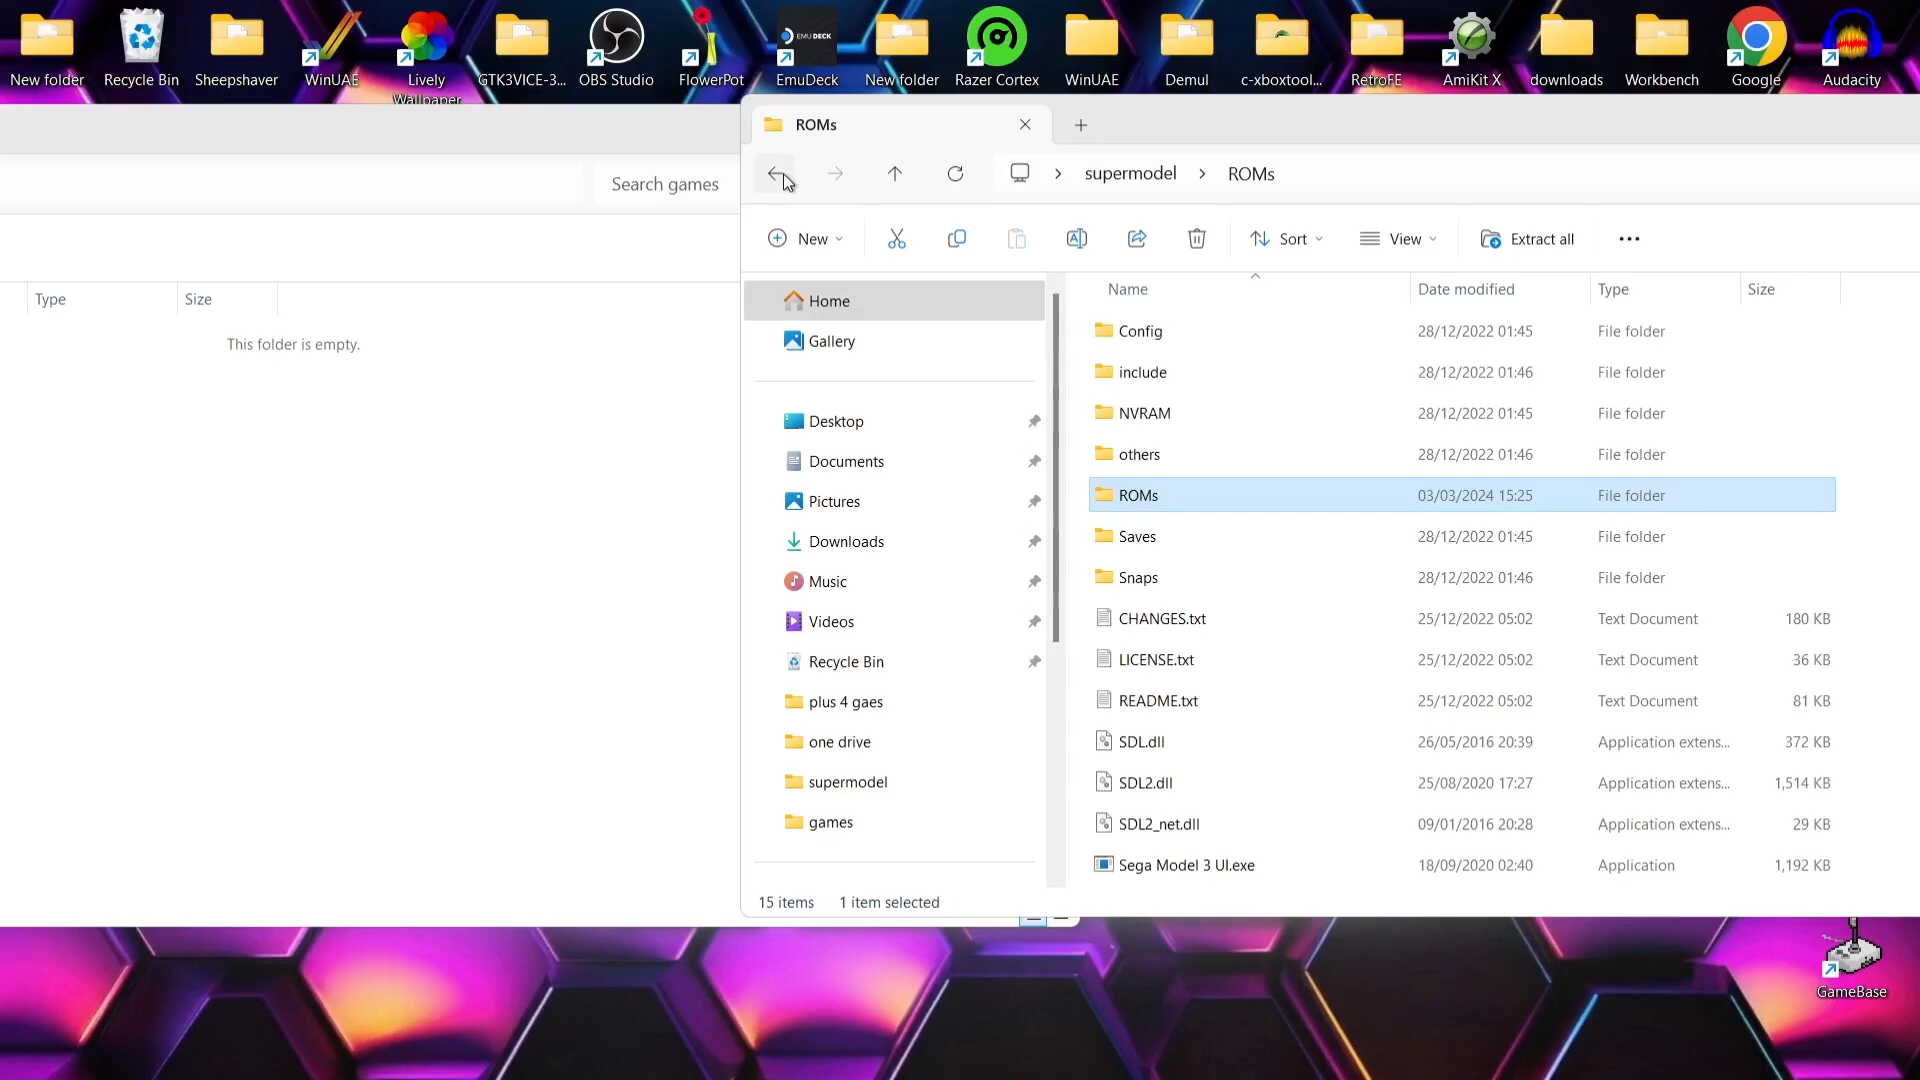 New folder
Recycle Bin
Sheepshaver
WinUAE
Lively
Wallpaper
GTK3VICE-3...
OBS Studio
FlowerPot
EMU DECK
EmuDeck
New folder
Razer Cortex
WinUAE
Demul
c-xboxtool...
RetroFE
AmiKit X
downloads
Workbench
Google
Audacity
ROMs
supermodel > ROMs
Search games
New
Sort
View
Extract all
Type Size
This folder is empty.
Home
Gallery
Desktop
Documents
Pictures
Downloads
Music
Videos
Recycle Bin
plus 4 gaes
one drive
supermodel
games
Name Date modified Type Size
Config 28/12/2022 01:45 File folder
include 28/12/2022 01:46 File folder
NVRAM 28/12/2022 01:45 File folder
others 28/12/2022 01:46 File folder
ROMs 03/03/2024 15:25 File folder
Saves 28/12/2022 01:45 File folder
Snaps 28/12/2022 01:46 File folder
CHANGES.txt 25/12/2022 05:02 Text Document 180 KB
LICENSE.txt 25/12/2022 05:02 Text Document 36 KB
README.txt 25/12/2022 05:02 Text Document 81 KB
SDL.dll 26/05/2016 20:39 Application extens... 372 KB
SDL2.dll 25/08/2020 17:27 Application extens... 1,514 KB
SDL2_net.dll 09/01/2016 20:28 Application extens... 29 KB
Sega Model 3 UI.exe 18/09/2020 02:40 Application 1,192 KB
15 items 1 item selected
GameBase